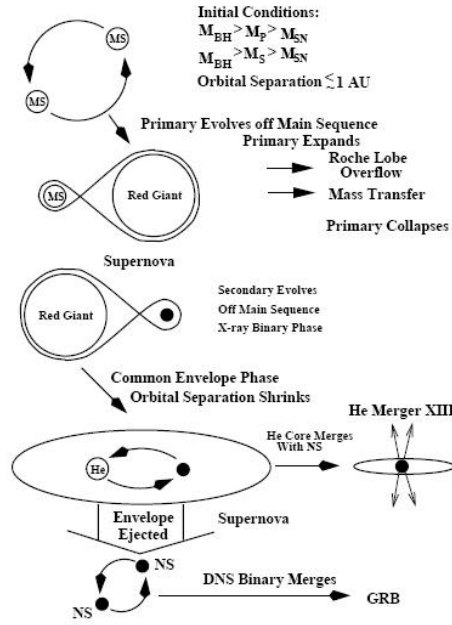 Initial Conditions:
M_BH > M_P > M_SN
M_BH > M_S > M_SN
Orbital Separation ≲ 1 AU
MS
MS
Primary Evolves off Main Sequence
Primary Expands
Roche Lobe
Overflow
Mass Transfer
MS
Red Giant
Primary Collapses
Supernova
Red Giant
Secondary Evolves
Off Main Sequence
X-ray Binary Phase
Common Envelope Phase
Orbital Separation Shrinks
He Merger XIII
He Core Merges
With NS
He
Envelope
Ejected
Supernova
NS
NS
DNS Binary Merges
GRB